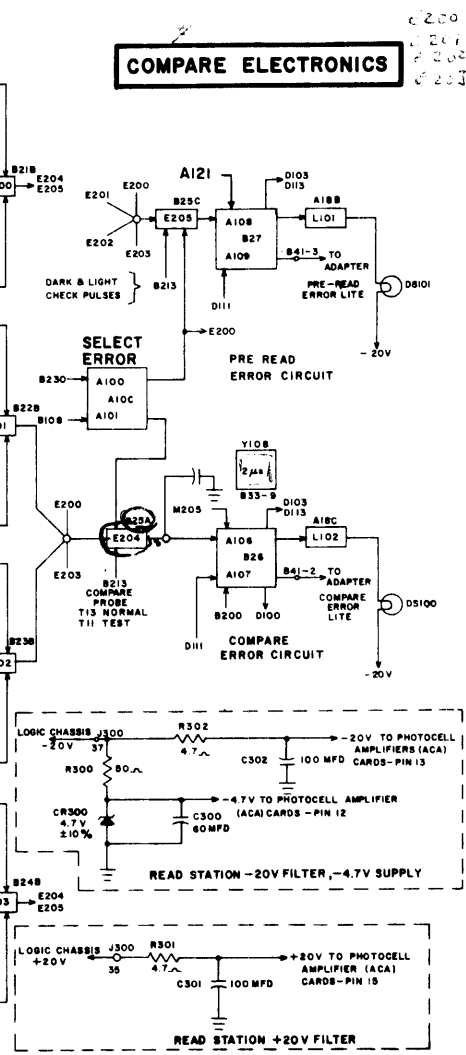 E200
E201
E202
E203
COMPARE ELECTRONICS
B21B
E204
E205
A121
D103
D113
E200
E201
B25C
E205
A108
B27
A109
A18B
L101
E202
E203
B41-3
TO
ADAPTER
DARK & LIGHT
CHECK PULSES
B213
D111
PRE-READ
ERROR LITE
DS101
E200
-20V
SELECT
ERROR
PRE READ
ERROR CIRCUIT
B230
A100
A10C
A101
B22B
B108
Y108
2μs
B33-9
M205
D103
D113
E200
B25A
E204
A106
B26
A107
A18C
L102
E203
B41-2
TO
ADAPTER
B213
COMPARE
PROBE
T13 NORMAL
T11 TEST
B200
D100
D111
COMPARE
ERROR LITE
DS100
B23B
COMPARE
ERROR CIRCUIT
-20V
LOGIC CHASSIS
-20V
J300
37
R302
4.7
-20V TO PHOTOCELL
AMPLIFIERS (ACA)
CARDS-PIN 13
C302
100 MFD
R300
50
-4.7V TO PHOTOCELL AMPLIFIER
(ACA) CARDS - PIN 12
CR300
4.7V
±10%
C300
60MFD
READ STATION -20V FILTER, -4.7V SUPPLY
B24B
E204
E205
LOGIC CHASSIS
+20V
J300
35
R301
4.7
+20V TO PHOTOCELL
AMPLIFIER (ACA)
CARDS-PIN 15
C301
100 MFD
READ STATION +20V FILTER